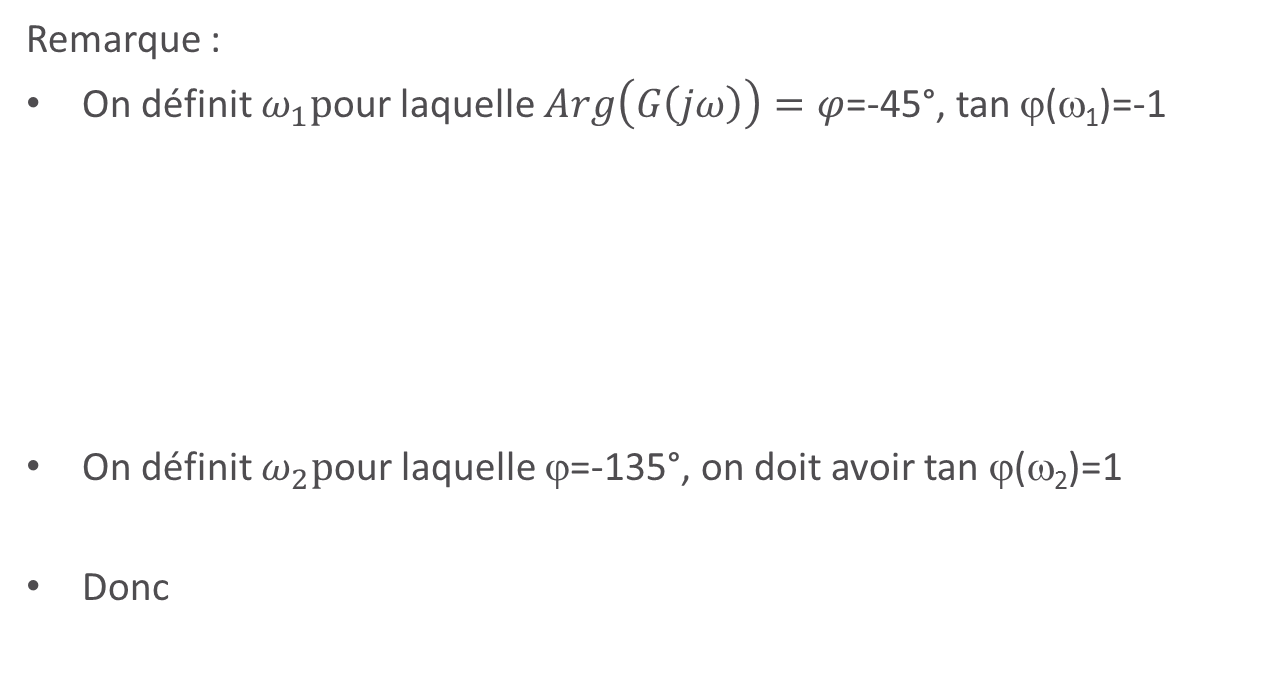 Remarque :
• On définit 𝜔₁pour laquelle 𝐴𝑟𝑔(𝐺(𝑗𝜔)) = 𝜑=-45°, tan φ(ω₁)=-1
• On définit 𝜔₂pour laquelle φ=-135°, on doit avoir tan φ(ω₂)=1
• Donc